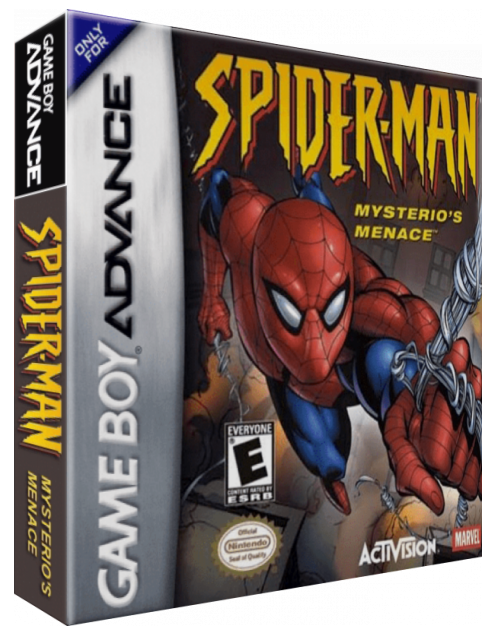 GAME BOY
ADVANCE
SPIDER-MAN
MYSTERIO'S
MENACE
ONLY
FOR
GAME BOY ADVANCE
SPIDER-MAN
MYSTERIO'S
MENACE™
EVERYONE
E
CONTENT RATED BY
ESRB
Official
Nintendo
Seal of Quality
ACTIVISION
MARVEL